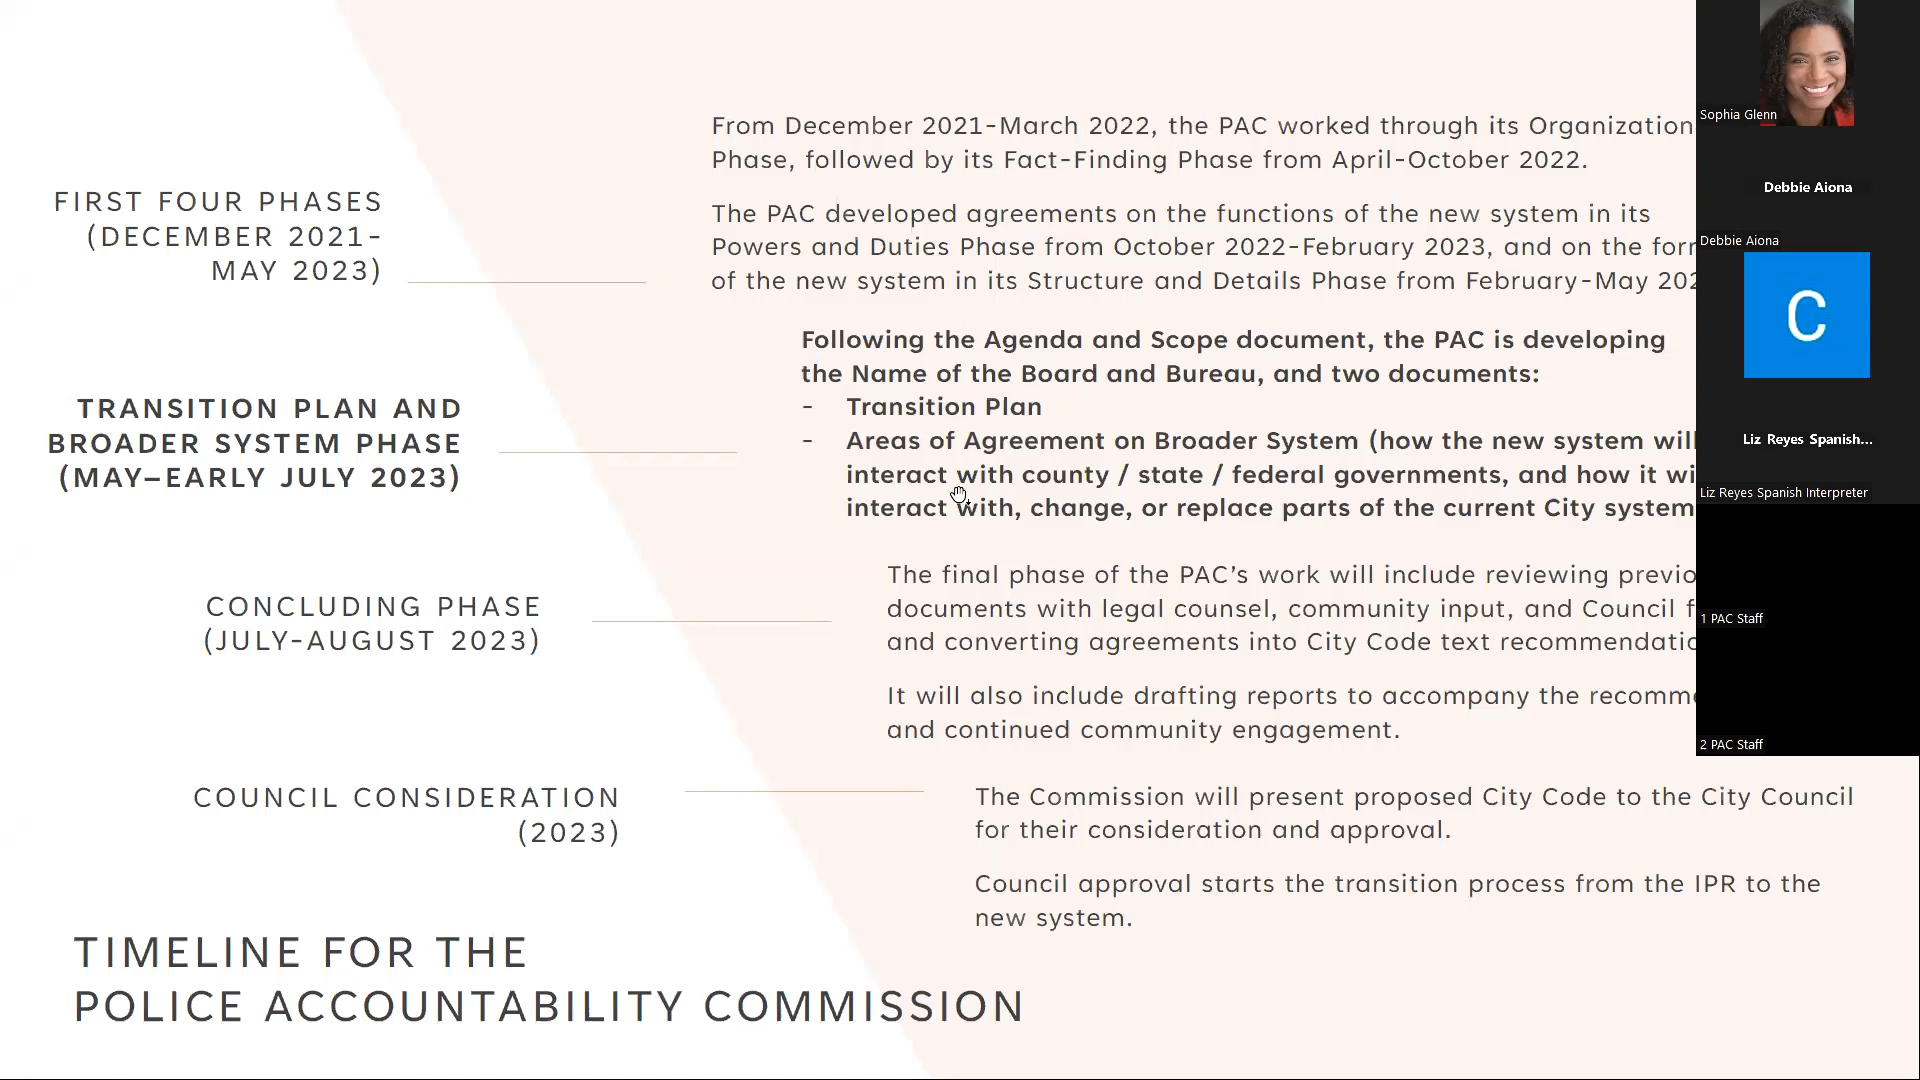 FIRST FOUR PHASES
(DECEMBER 2021-
MAY 2023)
From December 2021-March 2022, the PAC worked through its Organization
Phase, followed by its Fact-Finding Phase from April-October 2022.
The PAC developed agreements on the functions of the new system in its
Powers and Duties Phase from October 2022-February 2023, and on the
of the new system in its Structure and Details Phase from February-May
TRANSITION PLAN AND
BROADER SYSTEM PHASE
(MAY–EARLY JULY 2023)
Following the Agenda and Scope document, the PAC is developing
the Name of the Board and Bureau, and two documents:
- Transition Plan
- Areas of Agreement on Broader System (how the new system will
interact with county / state / federal governments, and how it
interact with, change, or replace parts of the current City system
CONCLUDING PHASE
(JULY-AUGUST 2023)
The final phase of the PAC’s work will include reviewing
documents with legal counsel, community input, and Council
and converting agreements into City Code text
It will also include drafting reports to accompany the
and continued community engagement.
COUNCIL CONSIDERATION
(2023)
The Commission will present proposed City Code to the City Council
for their consideration and approval.
Council approval starts the transition process from the IPR to the
new system.
TIMELINE FOR THE
POLICE ACCOUNTABILITY COMMISSION
Sophia Glenn
Debbie Aiona
Debbie Aiona
C
Liz Reyes Spanish...
Liz Reyes Spanish Interpreter
1 PAC Staff
2 PAC Staff